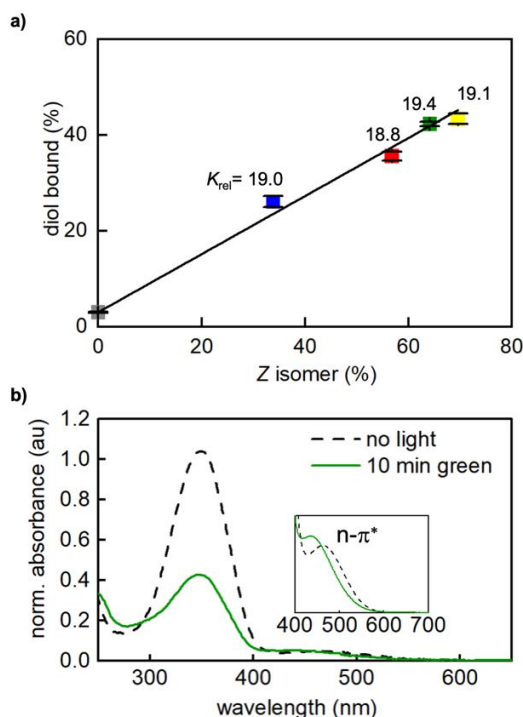 a)
60
40
20
0
diol bound (%)
K_rel= 19.0
18.8
19.4
19.1
0
20
40
60
80
Z isomer (%)
b)
1.2
1.0
0.8
0.6
0.4
0.2
0.0
norm. absorbance (au)
no light
10 min green
n-π*
400 500 600 700
300
400
500
600
wavelength (nm)